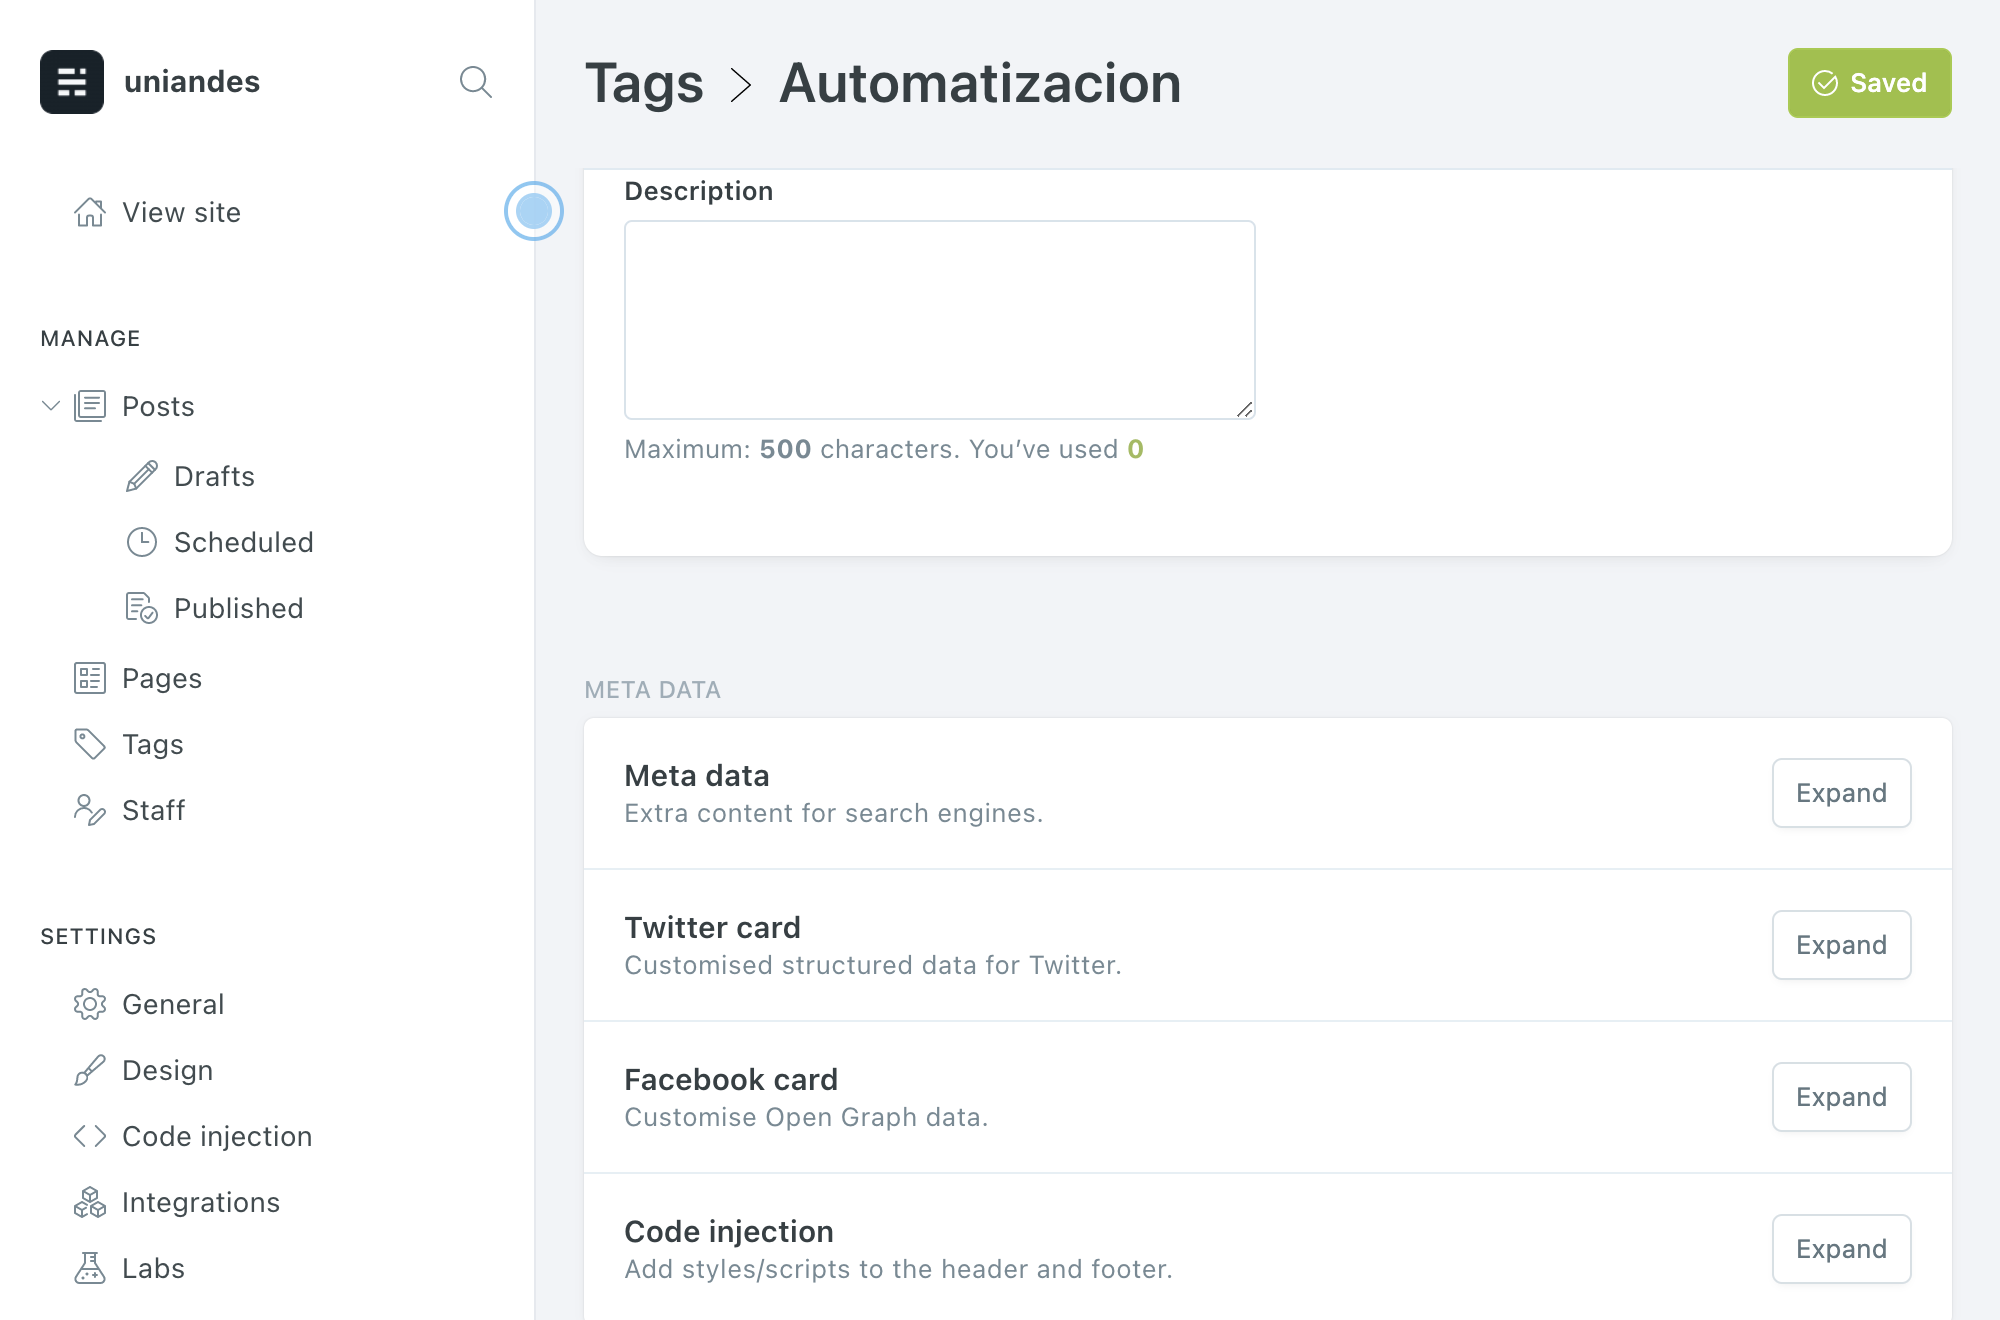 uniandes
View site
MANAGE
Posts
Drafts
Scheduled
Published
Pages
Tags
Staff
SETTINGS
General
Design
Code injection
Integrations
Labs
Tags > Automatizacion
Saved
Description
Maximum: 500 characters. You’ve used 0
META DATA
Meta data
Extra content for search engines.
Expand
Twitter card
Customised structured data for Twitter.
Expand
Facebook card
Customise Open Graph data.
Expand
Code injection
Add styles/scripts to the header and footer.
Expand